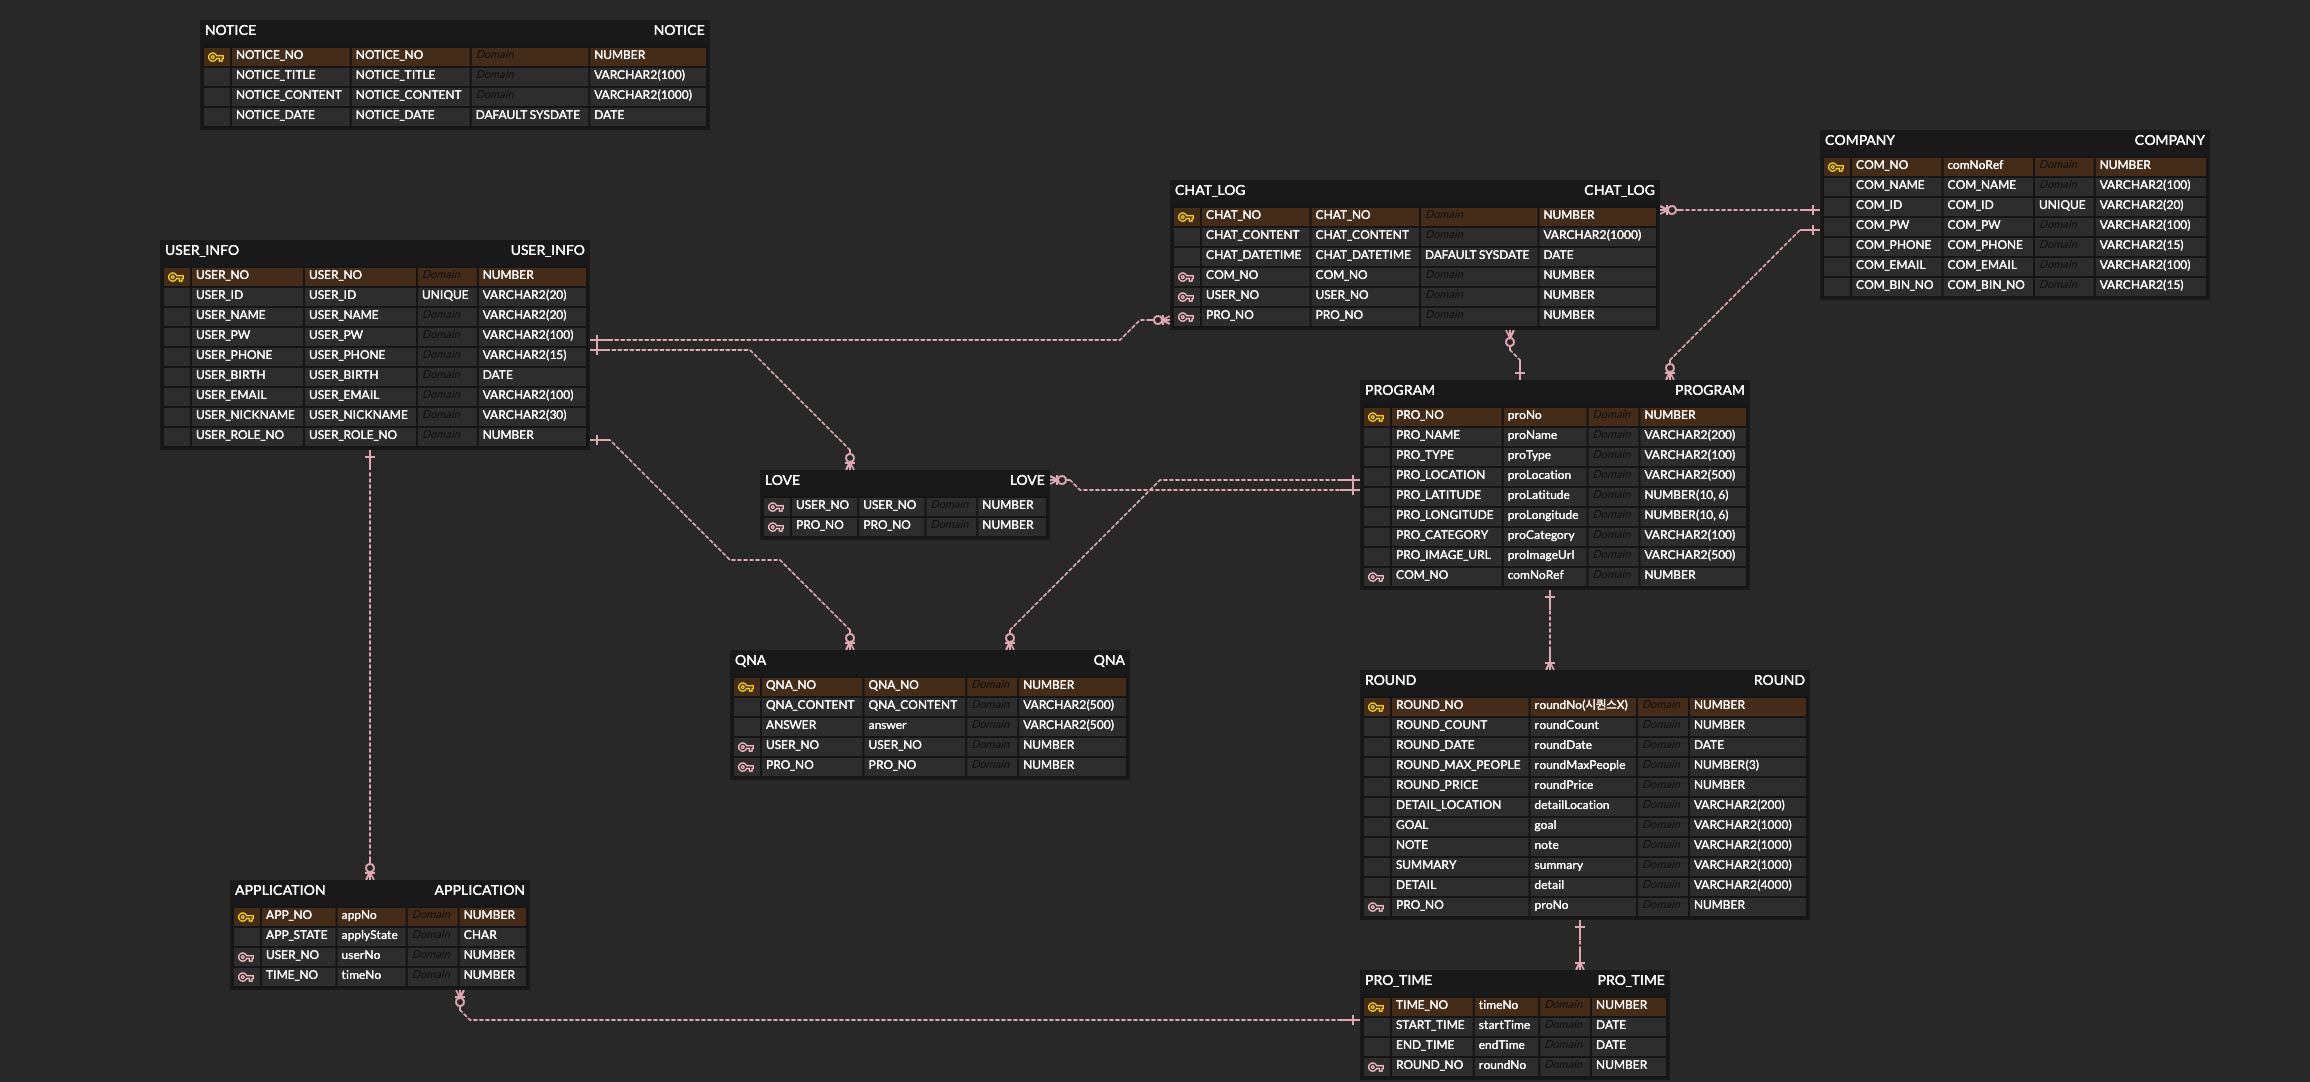 NOTICE NOTICE
NOTICE_NO NOTICE_NO Domain NUMBER
NOTICE_TITLE NOTICE_TITLE Domain VARCHAR2(100)
NOTICE_CONTENT NOTICE_CONTENT Domain VARCHAR2(1000)
NOTICE_DATE NOTICE_DATE DAFAULT SYSDATE DATE
COMPANY COMPANY
COM_NO comNoRef Domain NUMBER
COM_NAME COM_NAME Domain VARCHAR2(100)
COM_ID COM_ID UNIQUE VARCHAR2(20)
COM_PW COM_PW Domain VARCHAR2(100)
COM_PHONE COM_PHONE Domain VARCHAR2(15)
COM_EMAIL COM_EMAIL Domain VARCHAR2(100)
COM_BIN_NO COM_BIN_NO Domain VARCHAR2(15)
CHAT_LOG CHAT_LOG
CHAT_NO CHAT_NO Domain NUMBER
CHAT_CONTENT CHAT_CONTENT Domain VARCHAR2(1000)
CHAT_DATETIME CHAT_DATETIME DAFAULT SYSDATE DATE
COM_NO COM_NO Domain NUMBER
USER_NO USER_NO Domain NUMBER
PRO_NO PRO_NO Domain NUMBER
USER_INFO USER_INFO
USER_NO USER_NO Domain NUMBER
USER_ID USER_ID UNIQUE VARCHAR2(20)
USER_NAME USER_NAME Domain VARCHAR2(20)
USER_PW USER_PW Domain VARCHAR2(100)
USER_PHONE USER_PHONE Domain VARCHAR2(15)
USER_BIRTH USER_BIRTH Domain DATE
USER_EMAIL USER_EMAIL Domain VARCHAR2(100)
USER_NICKNAME USER_NICKNAME Domain VARCHAR2(30)
USER_ROLE_NO USER_ROLE_NO Domain NUMBER
PROGRAM PROGRAM
PRO_NO proNo Domain NUMBER
PRO_NAME proName Domain VARCHAR2(200)
PRO_TYPE proType Domain VARCHAR2(100)
PRO_LOCATION proLocation Domain VARCHAR2(500)
PRO_LATITUDE proLatitude Domain NUMBER(10, 6)
PRO_LONGITUDE proLongitude Domain NUMBER(10, 6)
PRO_CATEGORY proCategory Domain VARCHAR2(100)
PRO_IMAGE_URL proImageUrl Domain VARCHAR2(500)
COM_NO comNoRef Domain NUMBER
LOVE LOVE
USER_NO USER_NO Domain NUMBER
PRO_NO PRO_NO Domain NUMBER
QNA QNA
QNA_NO QNA_NO Domain NUMBER
QNA_CONTENT QNA_CONTENT Domain VARCHAR2(500)
ANSWER answer Domain VARCHAR2(500)
USER_NO USER_NO Domain NUMBER
PRO_NO PRO_NO Domain NUMBER
ROUND ROUND
ROUND_NO roundNo(시퀀스X) Domain NUMBER
ROUND_COUNT roundCount Domain NUMBER
ROUND_DATE roundDate Domain DATE
ROUND_MAX_PEOPLE roundMaxPeople Domain NUMBER(3)
ROUND_PRICE roundPrice Domain NUMBER
DETAIL_LOCATION detailLocation Domain VARCHAR2(200)
GOAL goal Domain VARCHAR2(1000)
NOTE note Domain VARCHAR2(1000)
SUMMARY summary Domain VARCHAR2(1000)
DETAIL detail Domain VARCHAR2(4000)
PRO_NO proNo Domain NUMBER
APPLICATION APPLICATION
APP_NO appNo Domain NUMBER
APP_STATE applyState Domain CHAR
USER_NO userNo Domain NUMBER
TIME_NO timeNo Domain NUMBER
PRO_TIME PRO_TIME
TIME_NO timeNo Domain NUMBER
START_TIME startTime Domain DATE
END_TIME endTime Domain DATE
ROUND_NO roundNo Domain NUMBER